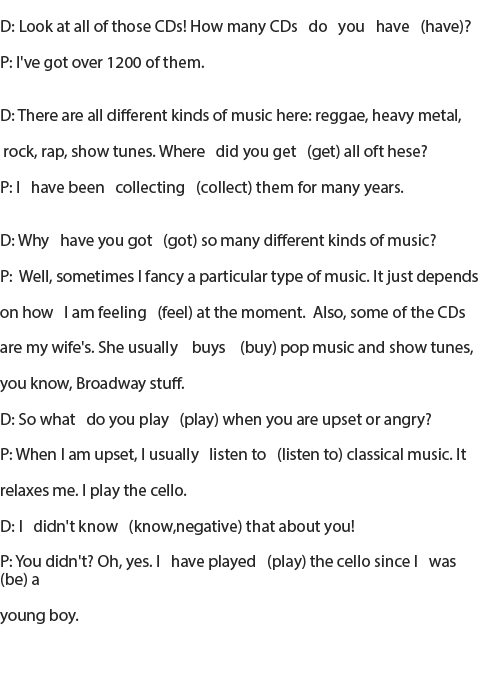 D: Look at all of those CDs! How many CDs do you have (have)?
P: I've got over 1200 of them.
D: There are all different kinds of music here: reggae, heavy metal,
rock, rap, show tunes. Where did you get (get) all oft hese?
P: I have been collecting (collect) them for many years.
D: Why have you got (got) so many different kinds of music?
P: Well, sometimes I fancy a particular type of music. It just depends
on how I am feeling (feel) at the moment. Also, some of the CDs
are my wife's. She usually buys (buy) pop music and show tunes,
you know, Broadway stuff.
D: So what do you play (play) when you are upset or angry?
P: When I am upset, I usually listen to (listen to) classical music. It
relaxes me. I play the cello.
D: I didn't know (know,negative) that about you!
P: You didn't? Oh, yes. I have played (play) the cello since I was
(be) a
young boy.